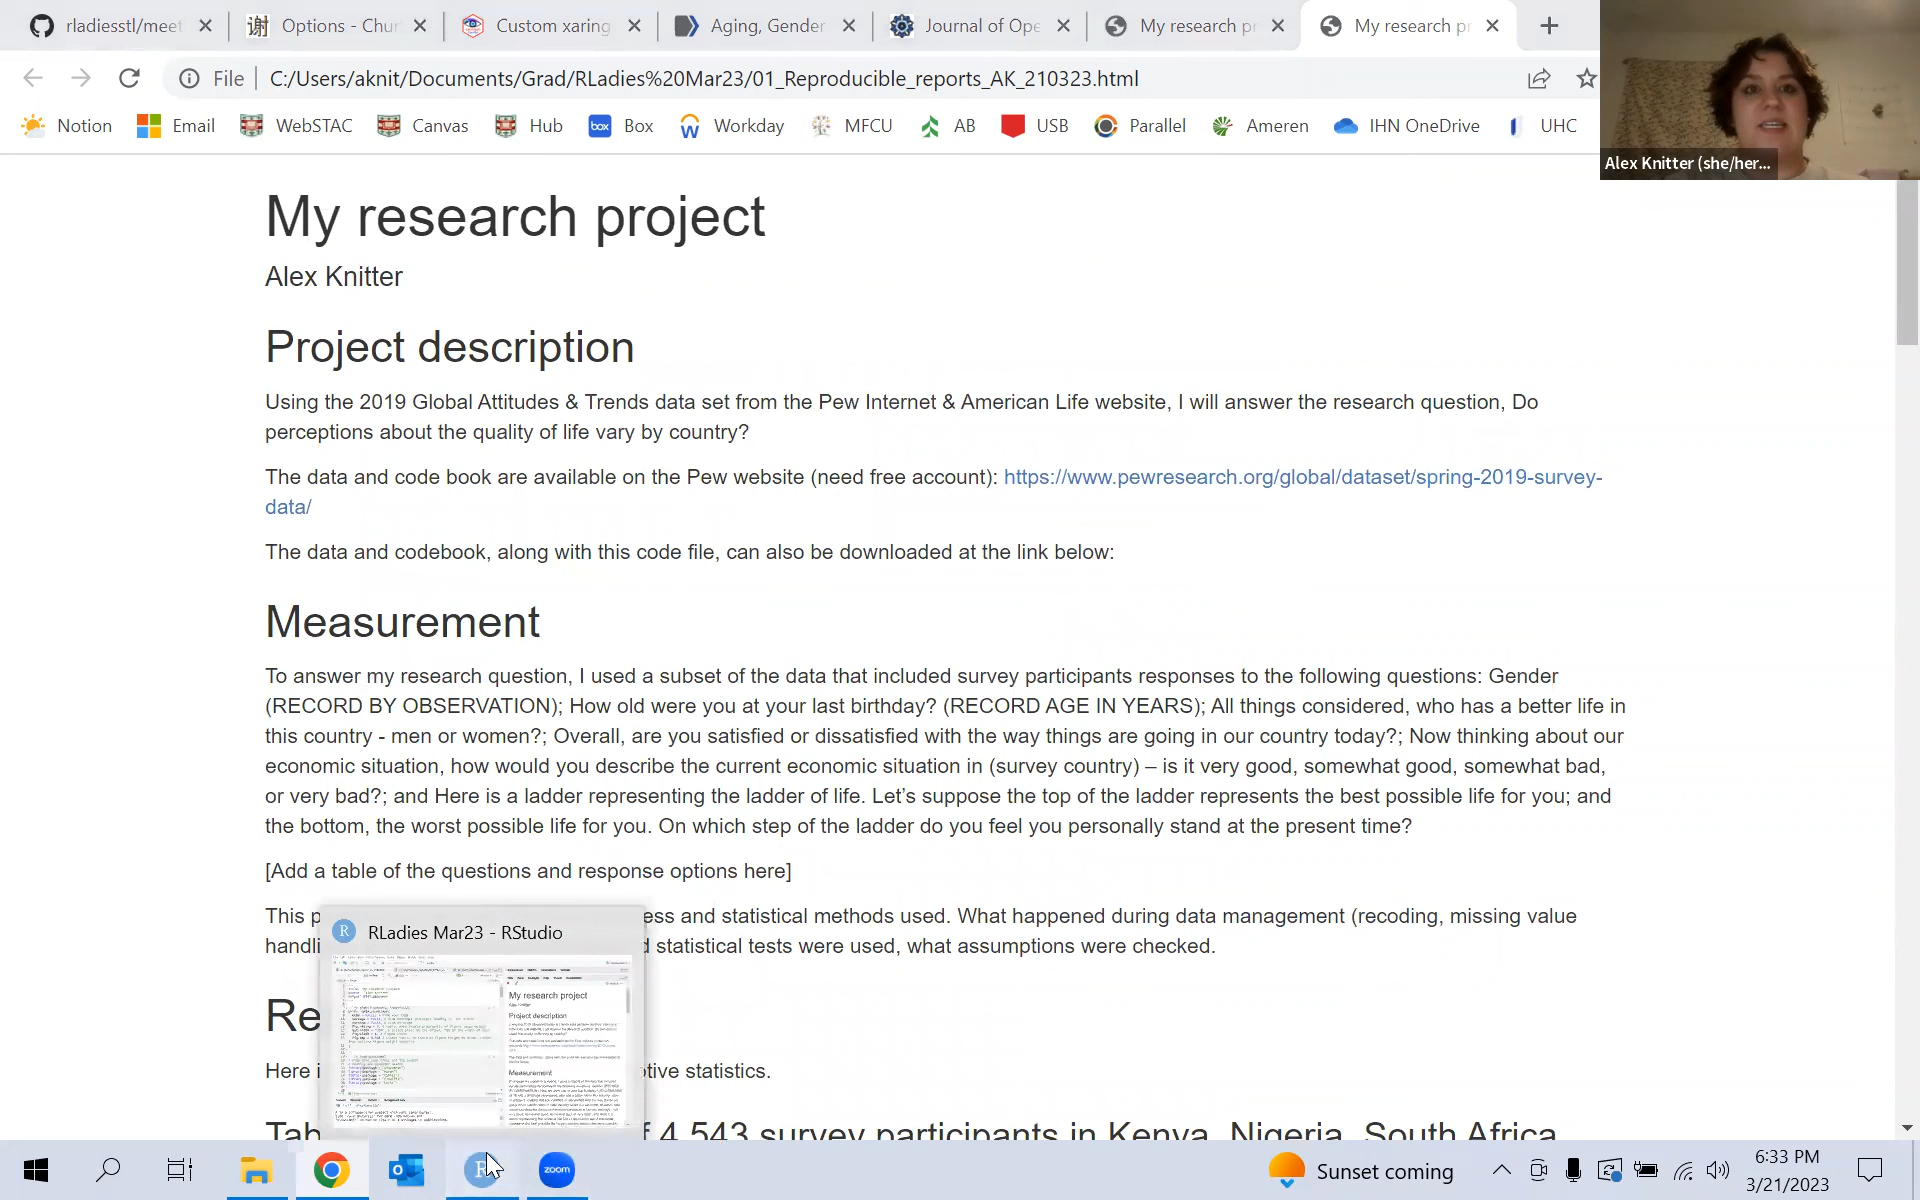 rladiesstl/meet
谢 Options - Chur
Custom xaring
Aging, Gender
Journal of Ope
My research pr
My research pr
File
C:/Users/aknit/Documents/Grad/RLadies%20Mar23/01_Reproducible_reports_AK_210323.html
Notion
Email
WebSTAC
Canvas
Hub
box Box
Workday
MFCU
AB
USB
Parallel
Ameren
IHN OneDrive
UHC
Alex Knitter (she/her...
My research project
Alex Knitter
Project description
Using the 2019 Global Attitudes & Trends data set from the Pew Internet & American Life website, I will answer the research question, Do
perceptions about the quality of life vary by country?
The data and code book are available on the Pew website (need free account): https://www.pewresearch.org/global/dataset/spring-2019-survey-
data/
The data and codebook, along with this code file, can also be downloaded at the link below:
Measurement
To answer my research question, I used a subset of the data that included survey participants responses to the following questions: Gender
(RECORD BY OBSERVATION); How old were you at your last birthday? (RECORD AGE IN YEARS); All things considered, who has a better life in
this country - men or women?; Overall, are you satisfied or dissatisfied with the way things are going in our country today?; Now thinking about our
economic situation, how would you describe the current economic situation in (survey country) – is it very good, somewhat good, somewhat bad,
or very bad?; and Here is a ladder representing the ladder of life. Let's suppose the top of the ladder represents the best possible life for you; and
the bottom, the worst possible life for you. On which step of the ladder do you feel you personally stand at the present time?
[Add a table of the questions and response options here]
This p
ess and statistical methods used. What happened during data management (recoding, missing value
handli
d statistical tests were used, what assumptions were checked.
R RLadies Mar23 - RStudio
My research project
Project description
Measurement
Re
Here i
otive statistics.
Tab
f 4,543 survey participants in Kenya, Nigeria, South Africa
R
zoom
Sunset coming
6:33 PM
3/21/2023